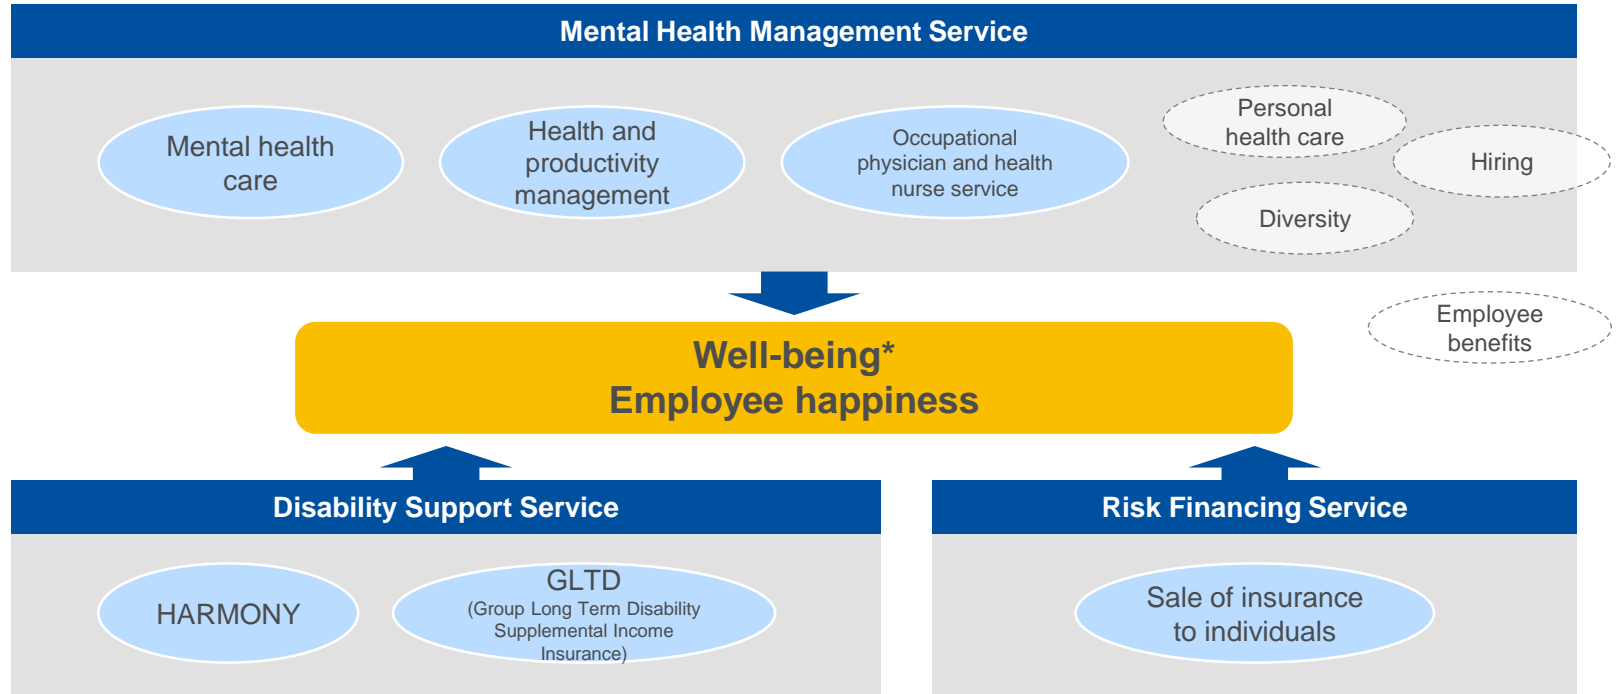 Mental Health Management Service
Mental health
care
Health and
productivity
management
Occupational
physician and health
nurse service
Personal
health care
Hiring
Diversity
Employee
benefits
Well-being*
Employee happiness
Disability Support Service
HARMONY
GLTD
(Group Long Term Disability
Supplemental Income
Insurance)
Risk Financing Service
Sale of insurance
to individuals